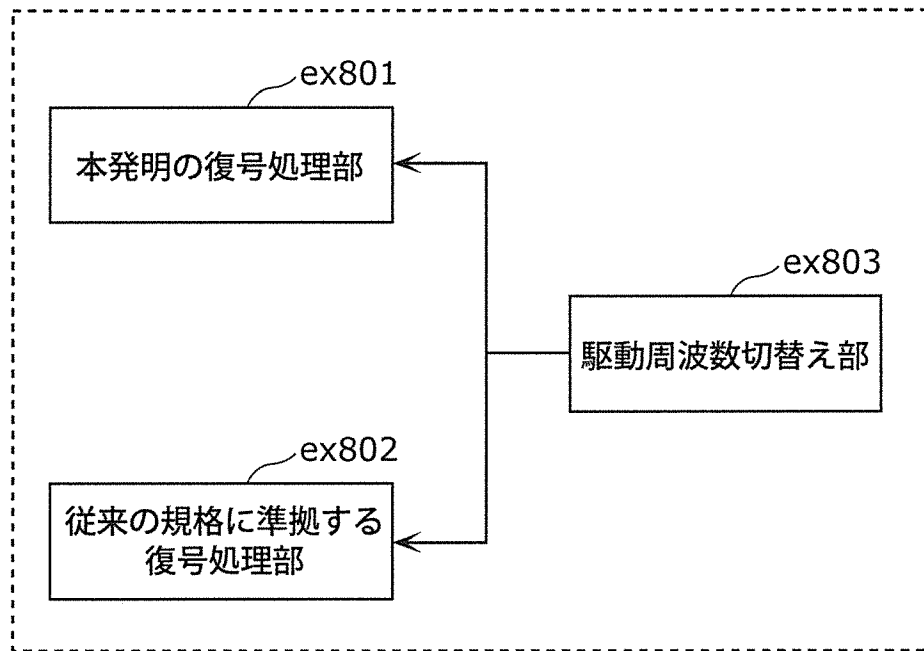 ex801
本発明の復号処理部
ex803
駆動周波数切替え部
ex802
従来の規格に準拠する
復号処理部